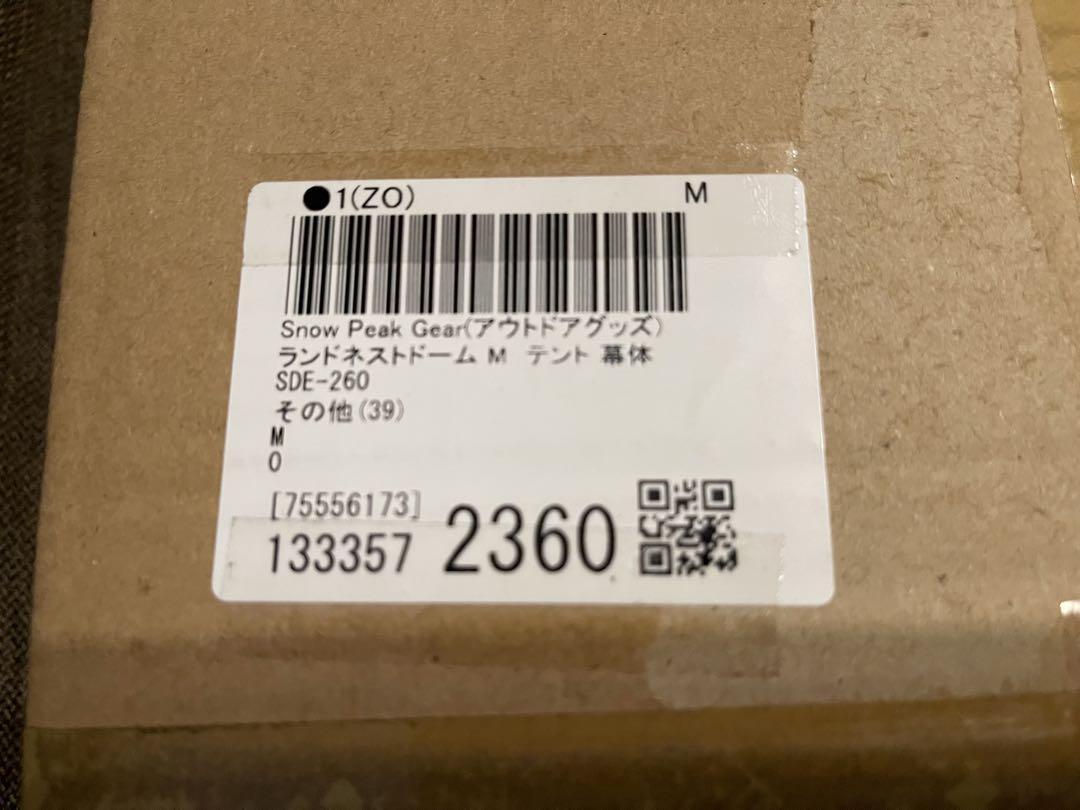 ●1(ZO) M
Snow Peak Gear(アウトドアグッズ)
ランドネストドーム M テント 幕体
SDE-260
その他(39)
M
0
[75556173]
133357 2360